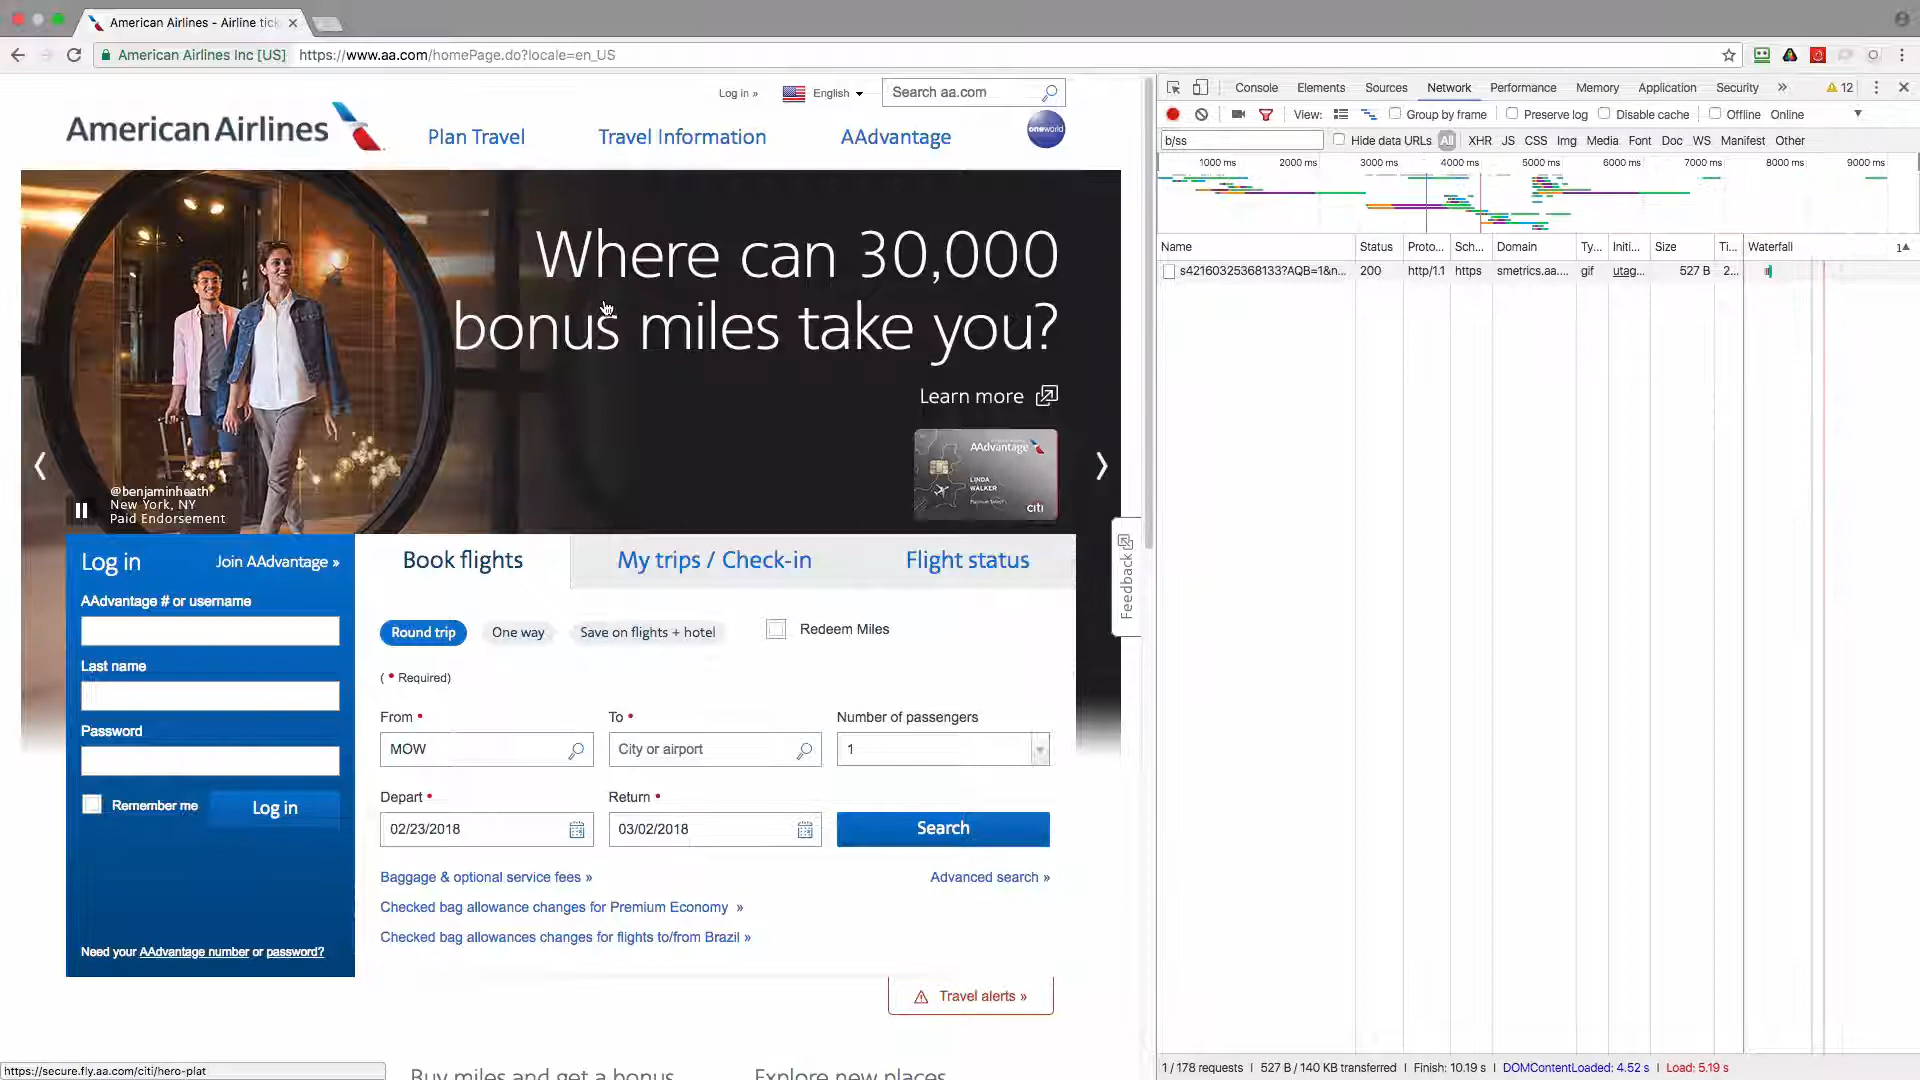 American Airlines - Airline tick
American Airlines Inc [US]
https://www.aa.com/homePage.do?locale=en_US
Log in »
English
Search aa.com
American Airlines
Plan Travel
Travel Information
AAdvantage
oneworld
Where can 30,000
bonus miles take you?
Learn more
AAdvantage
LINDA
WALKER
citi
@benjaminheath
New York, NY
Paid Endorsement
Feedback
Log in
Join AAdvantage »
AAdvantage # or username
Last name
Password
Remember me
Log in
Need your AAdvantage number or password?
Book flights
My trips / Check-in
Flight status
Round trip
One way
Save on flights + hotel
Redeem Miles
( • Required)
From •
To •
Number of passengers
MOW
City or airport
1
Depart •
Return •
02/23/2018
03/02/2018
Search
Baggage & optional service fees »
Advanced search »
Checked bag allowance changes for Premium Economy »
Checked bag allowances changes for flights to/from Brazil »
Travel alerts »
Buy miles and get a bonus
Explore new places
https://secure.fly.aa.com/citi/hero-plat
Console
Elements
Sources
Network
Performance
Memory
Application
Security
»
12
View:
Group by frame
Preserve log
Disable cache
Offline
Online
b/ss
Hide data URLs
All
XHR
JS
CSS
Img
Media
Font
Doc
WS
Manifest
Other
1000 ms
2000 ms
3000 ms
4000 ms
5000 ms
6000 ms
7000 ms
8000 ms
9000 ms
Name
Status
Proto...
Sch...
Domain
Ty...
Initi...
Size
Ti...
Waterfall
1
s42160325368133?AQB=1&n...
200
http/1.1
https
smetrics.aa....
gif
utag...
527 B
2...
1 / 178 requests
527 B / 140 KB transferred
Finish: 10.19 s
DOMContentLoaded: 4.52 s
Load: 5.19 s